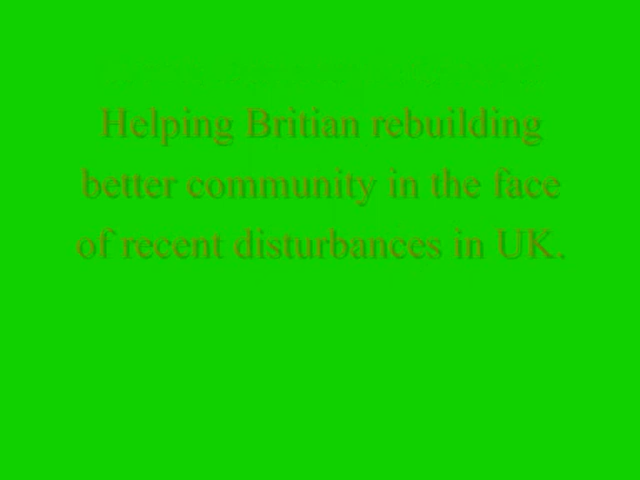 Helping Britian rebuilding
better community in the face
of recent disturbances in UK.